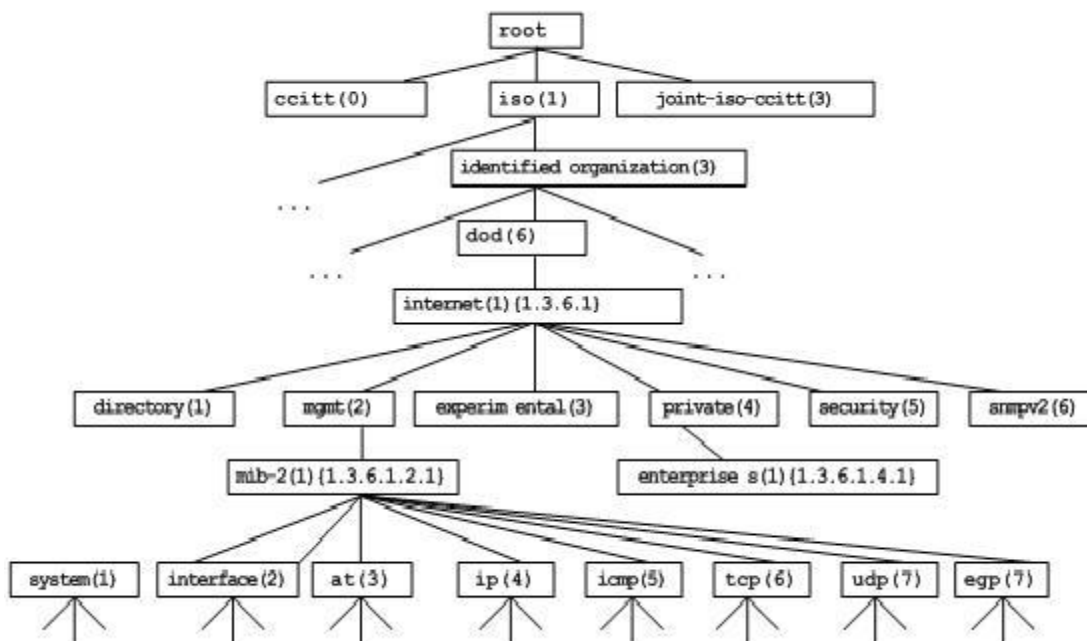 root
ccitt(0)
iso(1)
joint-iso-ccitt(3)
identified organization(3)
...
dod(6)
...
...
internet(1){1.3.6.1}
directory(1)
mgmt(2)
experim ental(3)
private(4)
security(5)
snmpv2(6)
mib-2(1){1.3.6.1.2.1}
enterprise s(1){1.3.6.1.4.1}
system(1)
interface(2)
at(3)
ip(4)
icmp(5)
tcp(6)
udp(7)
egp(7)